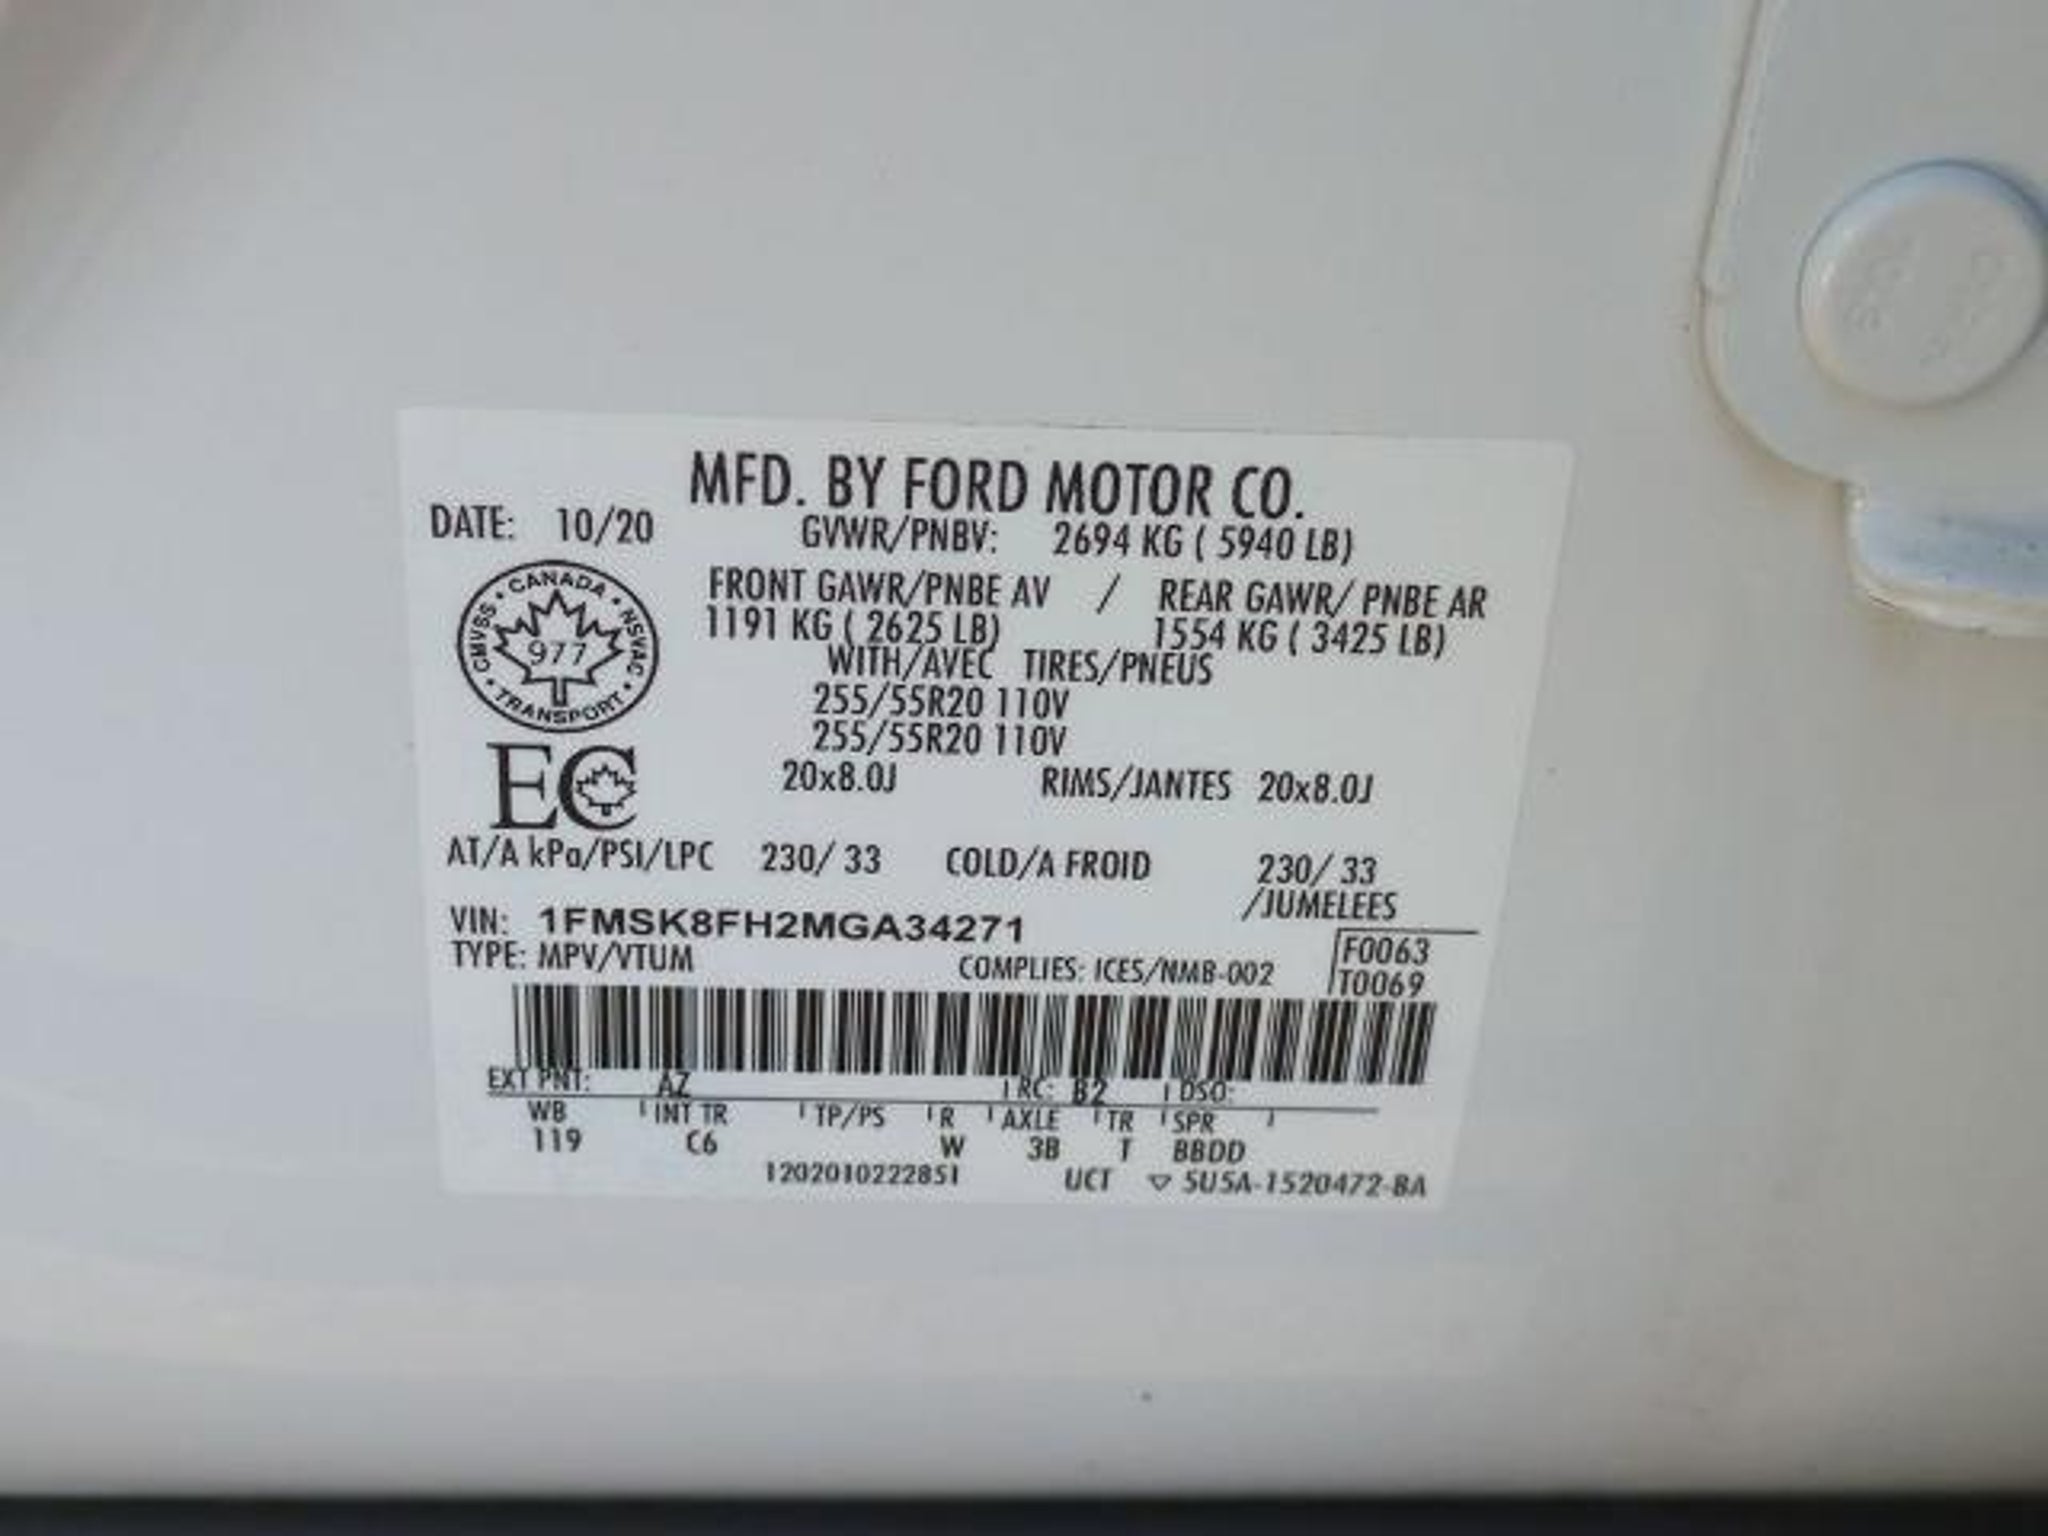 MFD. BY FORD MOTOR CO.
DATE: 10/20
GVWR/PNBV: 2694 KG ( 5940 LB)
CANADA
CMVSS
NSVAC
977
TRANSPORT
FRONT GAWR/PNBE AV / REAR GAWR/ PNBE AR
1191 KG ( 2625 LB) 1554 KG ( 3425 LB)
WITH/AVEC TIRES/PNEUS
255/55R20 110V
255/55R20 110V
EC
20x8.0J RIMS/JANTES 20x8.0J
AT/A kPa/PSI/LPC 230/ 33 COLD/A FROID 230/ 33
/JUMELEES
VIN: 1FMSK8FH2MGA34271
F0063
TYPE: MPV/VTUM
COMPLIES: ICES/NMB-002
T0069
EXT PNT: AZ RC: B2 DSO:
WB INT TR TP/PS R AXLE TR SPR
119 C6 W 3B T BBDD
1202010222851 UCT ▽ 5U5A-1520472-BA